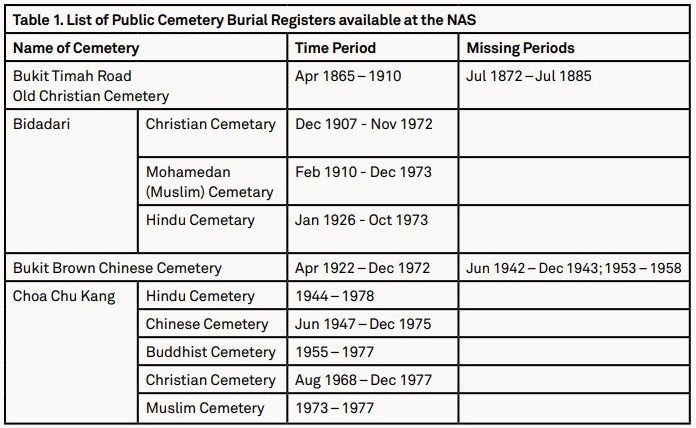 Table 1. List of Public Cemetery Burial Registers available at the NAS
Name of Cemetery Time Period Missing Periods
Bukit Timah Road
Old Christian Cemetery Apr 1865 – 1910 Jul 1872 – Jul 1885
Bidadari Christian Cemetary Dec 1907 - Nov 1972
Mohamedan
(Muslim) Cemetary Feb 1910 - Dec 1973
Hindu Cemetary Jan 1926 - Oct 1973
Bukit Brown Chinese Cemetery Apr 1922 – Dec 1972 Jun 1942 – Dec 1943; 1953 – 1958
Choa Chu Kang Hindu Cemetery 1944 – 1978
Chinese Cemetery Jun 1947 – Dec 1975
Buddhist Cemetery 1955 – 1977
Christian Cemetery Aug 1968 – Dec 1977
Muslim Cemetery 1973 – 1977